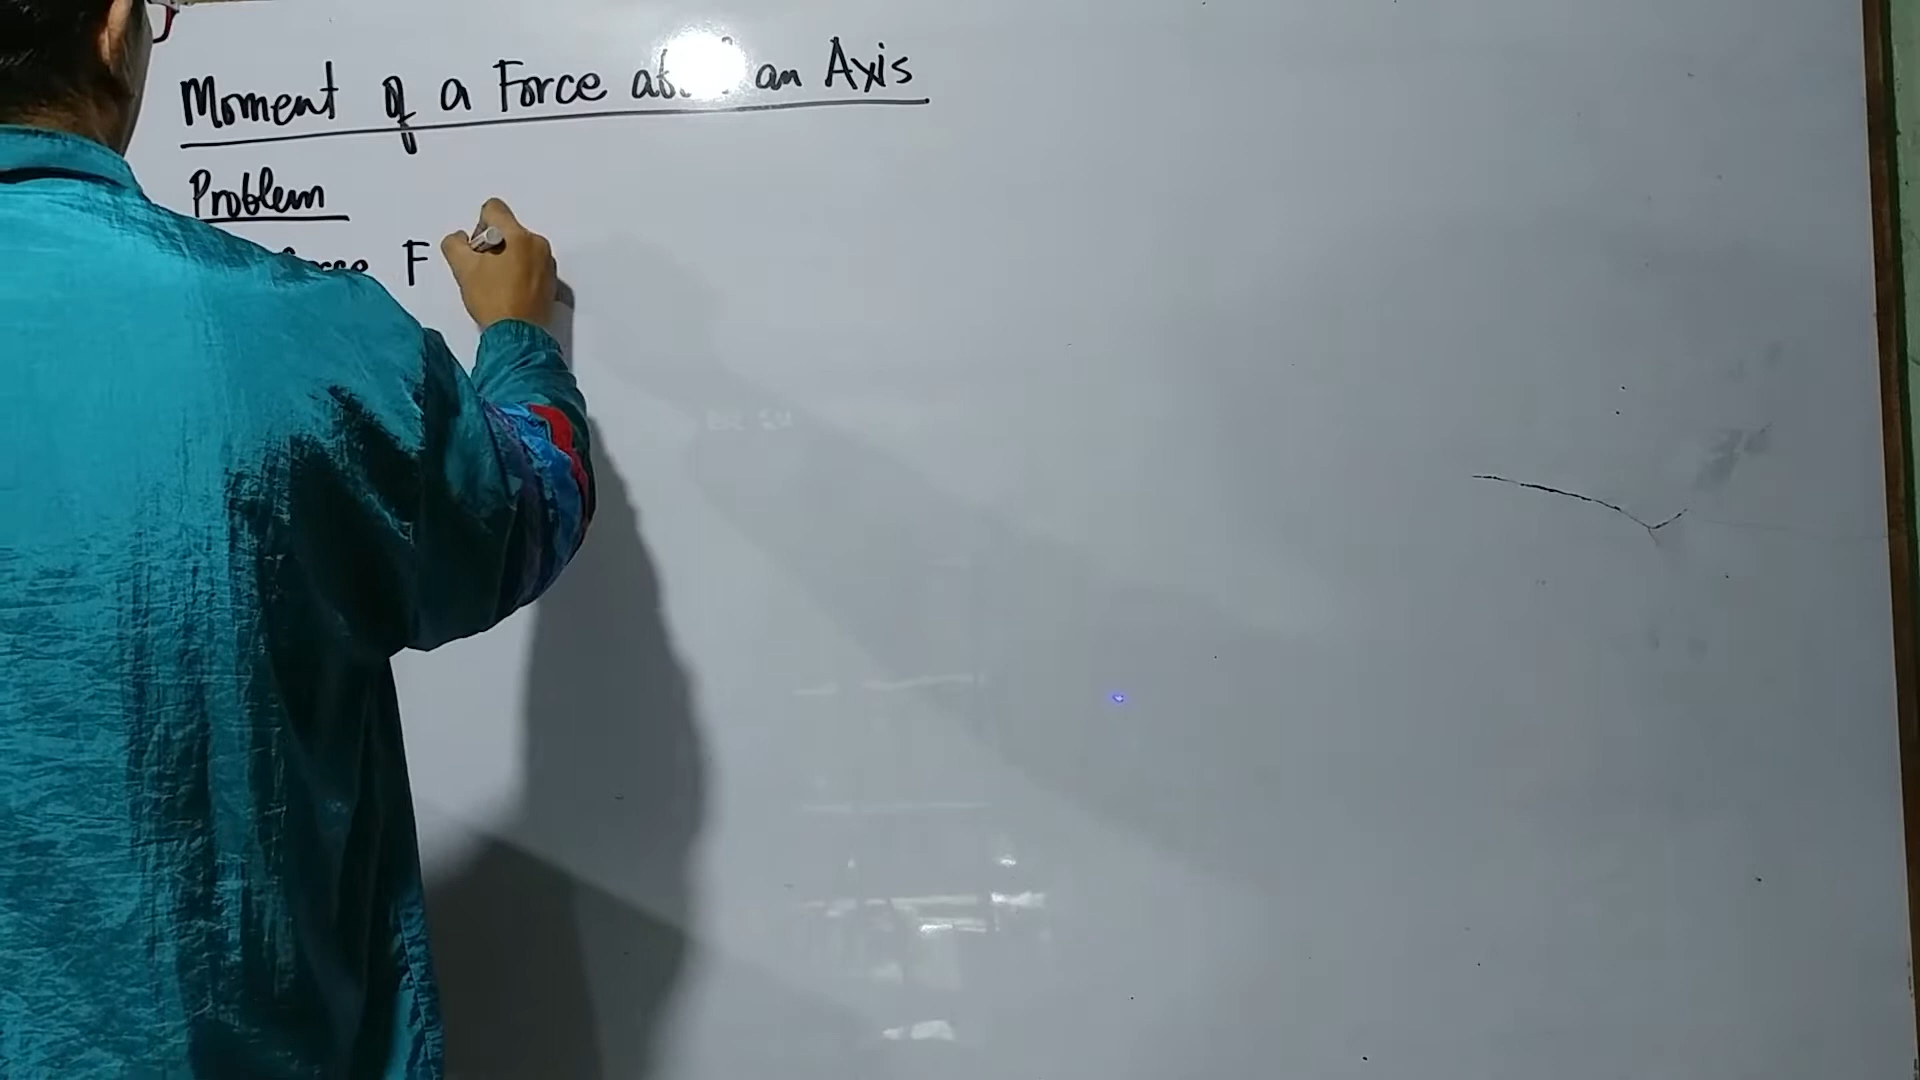 Moment of a Force an Axis
Problem
F